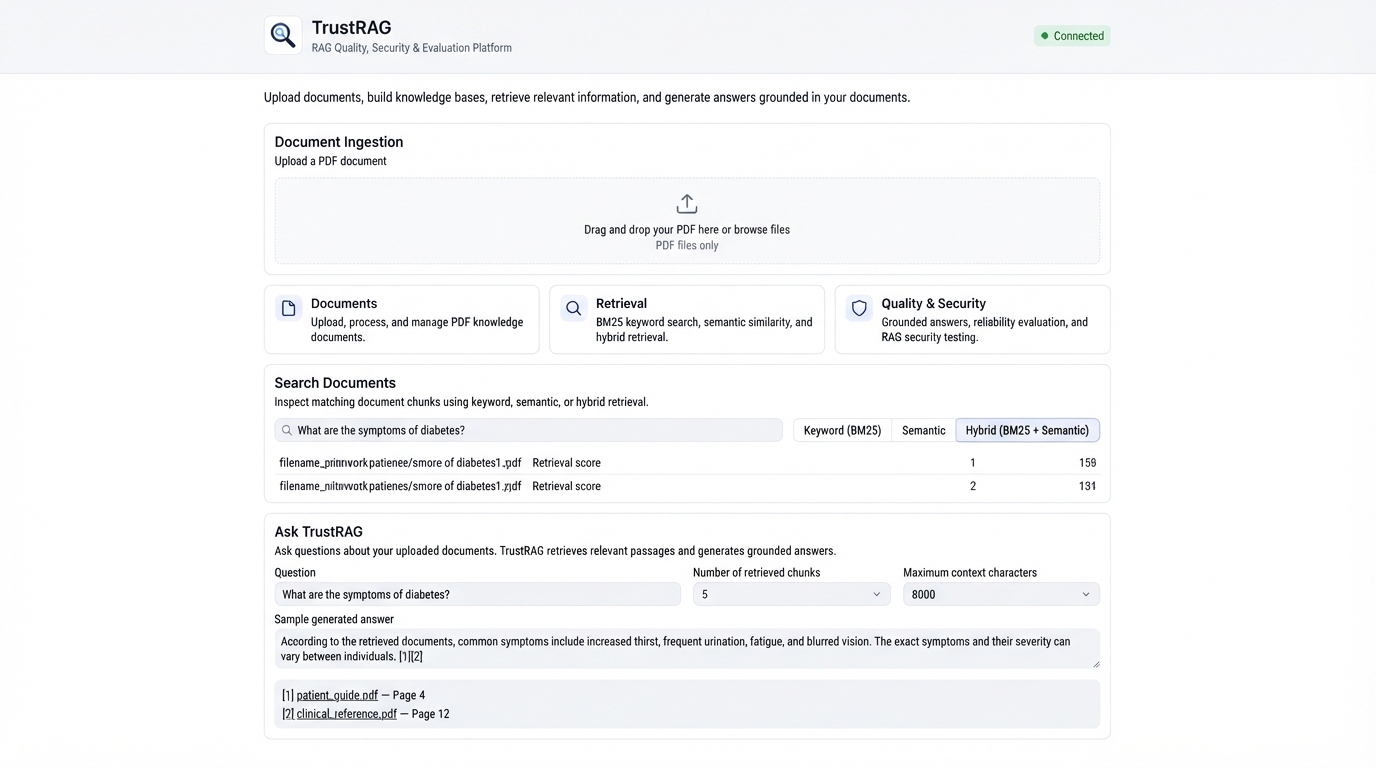 TrustRAG
RAG Quality, Security & Evaluation Platform
Connected
Upload documents, build knowledge bases, retrieve relevant information, and generate answers grounded in your documents.
Document Ingestion
Upload a PDF document
Drag and drop your PDF here or browse files
PDF files only
Documents
Upload, process, and manage PDF knowledge
documents.
Retrieval
BM25 keyword search, semantic similarity, and
hybrid retrieval.
Quality & Security
Grounded answers, reliability evaluation, and
RAG security testing.
Search Documents
Inspect matching document chunks using keyword, semantic, or hybrid retrieval.
What are the symptoms of diabetes?
Keyword (BM25)
Semantic
Hybrid (BM25 + Semantic)
of diabetes1.pdf Retrieval score 1
of diabetes1.pdf Retrieval score 2 131
Ask TrustRAG
Ask questions about your uploaded documents. TrustRAG retrieves relevant passages and generates grounded answers.
Question
What are the symptoms of diabetes?
Number of retrieved chunks
5
Maximum context characters
8000
Sample generated answer
According to the retrieved documents, common symptoms include increased thirst, frequent urination, fatigue, and blurred vision. The exact symptoms and their severity can
vary between individuals. [1][2]
[1] patient_guide.pdf — Page 4
[2] clinical_reference.pdf — Page 12